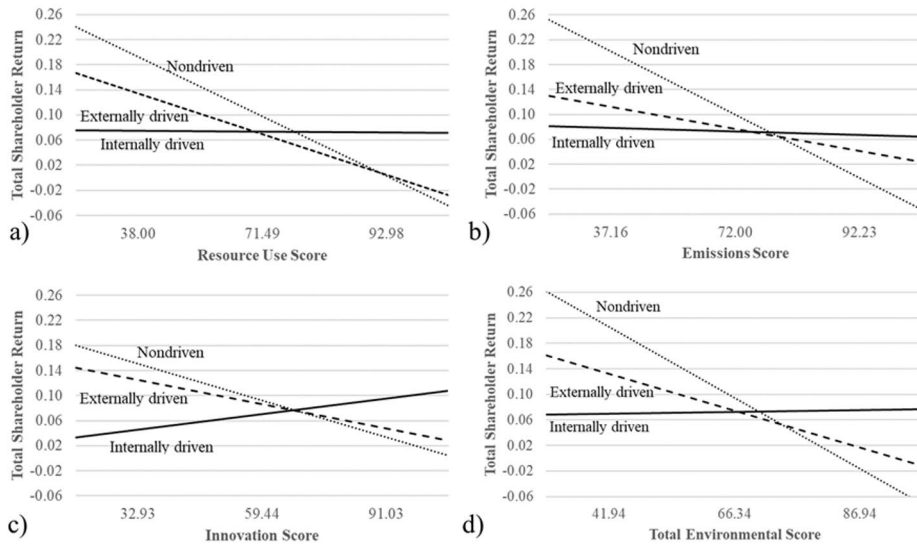 Total Shareholder Return
0.26
0.22
0.18
0.14
0.10
0.06
0.02
-0.02
-0.06
Nondriven
Externally driven
Internally driven
38.00 71.49 92.98
Resource Use Score
a)
Total Shareholder Return
0.26
0.22
0.18
0.14
0.10
0.06
0.02
-0.02
-0.06
Nondriven
Externally driven
Internally driven
37.16 72.00 92.23
Emissions Score
b)
Total Shareholder Return
0.26
0.22
0.18
0.14
0.10
0.06
0.02
-0.02
-0.06
Nondriven
Externally driven
Internally driven
32.93 59.44 91.03
Innovation Score
c)
Total Shareholder Return
0.26
0.22
0.18
0.14
0.10
0.06
0.02
-0.02
-0.06
Nondriven
Externally driven
Internally driven
41.94 66.34 86.94
Total Environmental Score
d)